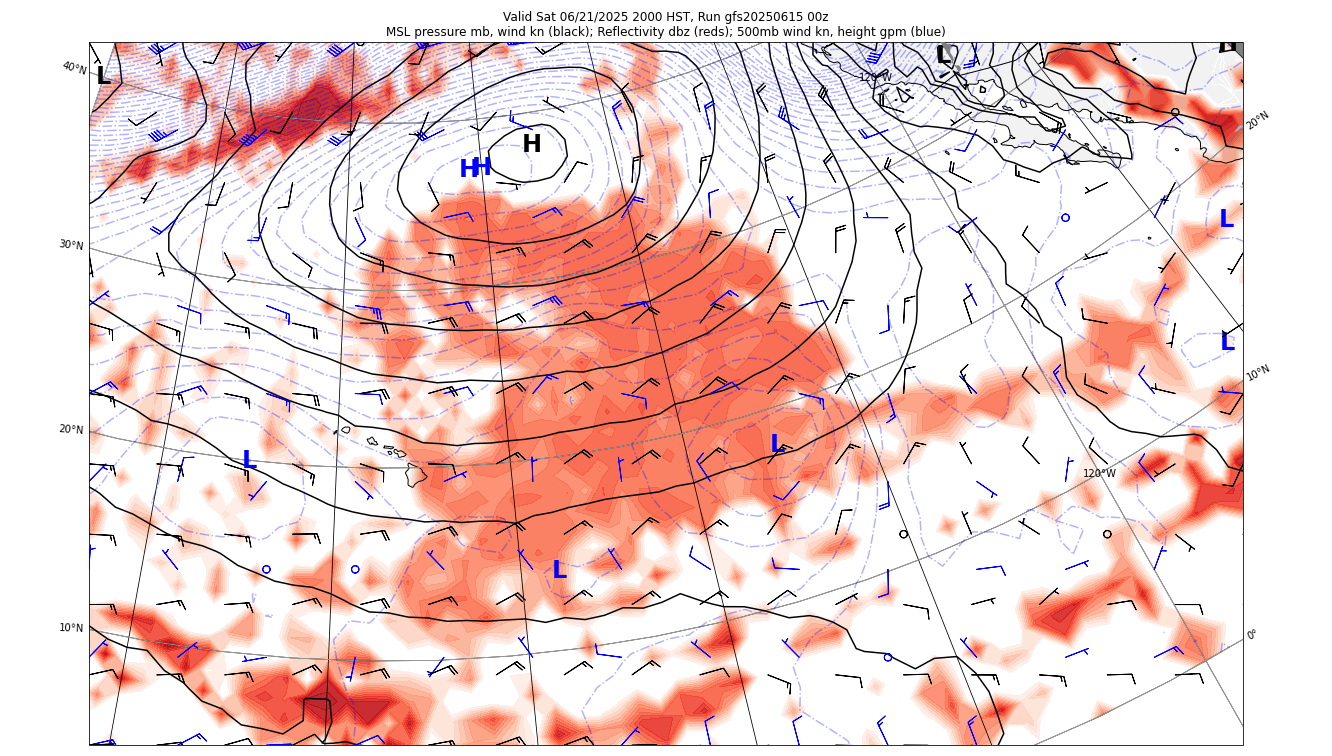 Valid Sat 06/21/2025 2000 HST, Run gfs20250615 00z
MSL pressure mb, wind kn (black); Reflectivity dbz (reds); 500mb wind kn, height gpm (blue)
L
H
L
40°N
120°W
20°N
H
H H
L
30°N
L
10°N
20°N
L
L
120°W
L
10°N
0°